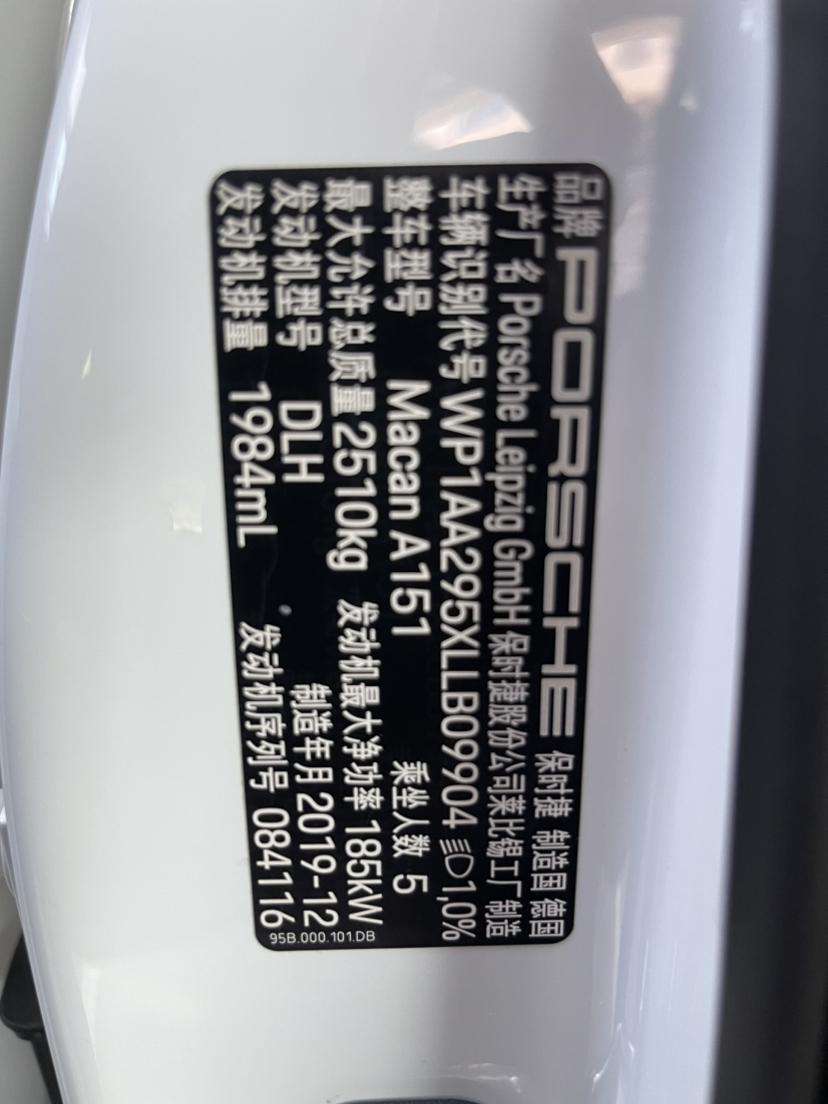 品牌 PORSCHE 保时捷 制造国 德国
生产厂名 Porsche Leipzig GmbH 保时捷股份公司莱比锡工厂制造
车辆识别代号 WP1AA295XLLB09904 1,0%
整车型号 Macan A151 乘坐人数 5
最大允许总质量 2510kg 发动机最大净功率 185kW
发动机型号 DLH 制造年月 2019-12
发动机排量 1984mL 发动机序列号 084116
95B.000.101.DB